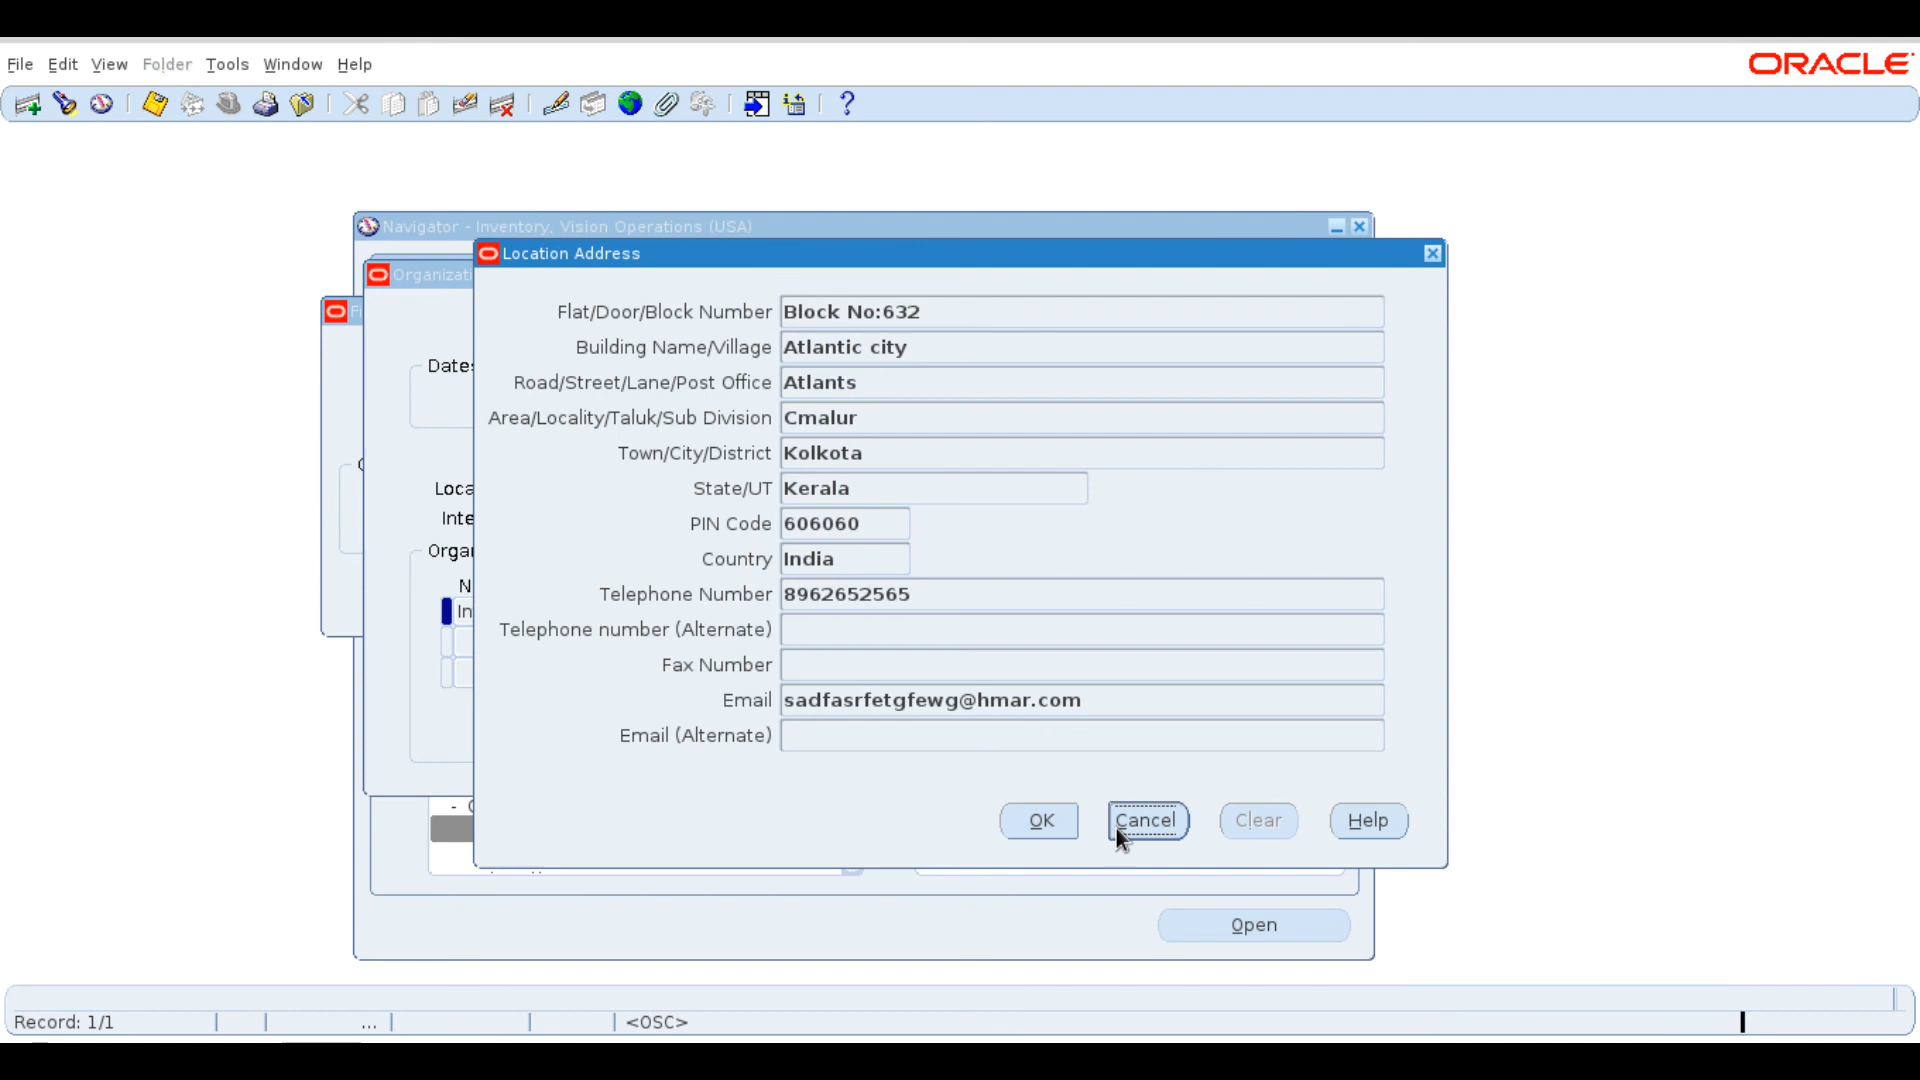 File Edit View Folder Tools Window Help
ORACLE
Navigator - Inventory, Vision Operations (USA)
Location Address
Organizati
Flat/Door/Block Number Block No:632
Building Name/Village Atlantic city
Dates
Road/Street/Lane/Post Office Atlants
Area/Locality/Taluk/Sub Division Cmalur
Town/City/District Kolkota
Loca
State/UT Kerala
Inte
PIN Code 606060
Orga
Country India
N
Telephone Number 8962652565
In
Telephone number (Alternate)
Fax Number
Email sadfasrfetgfewg@hmar.com
Email (Alternate)
OK Cancel Clear Help
Open
Record: 1/1 ... <OSC>